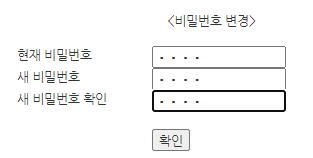 <비밀번호 변경>
현재 비밀번호 ....
새 비밀번호 ....
새 비밀번호 확인 ....
확인